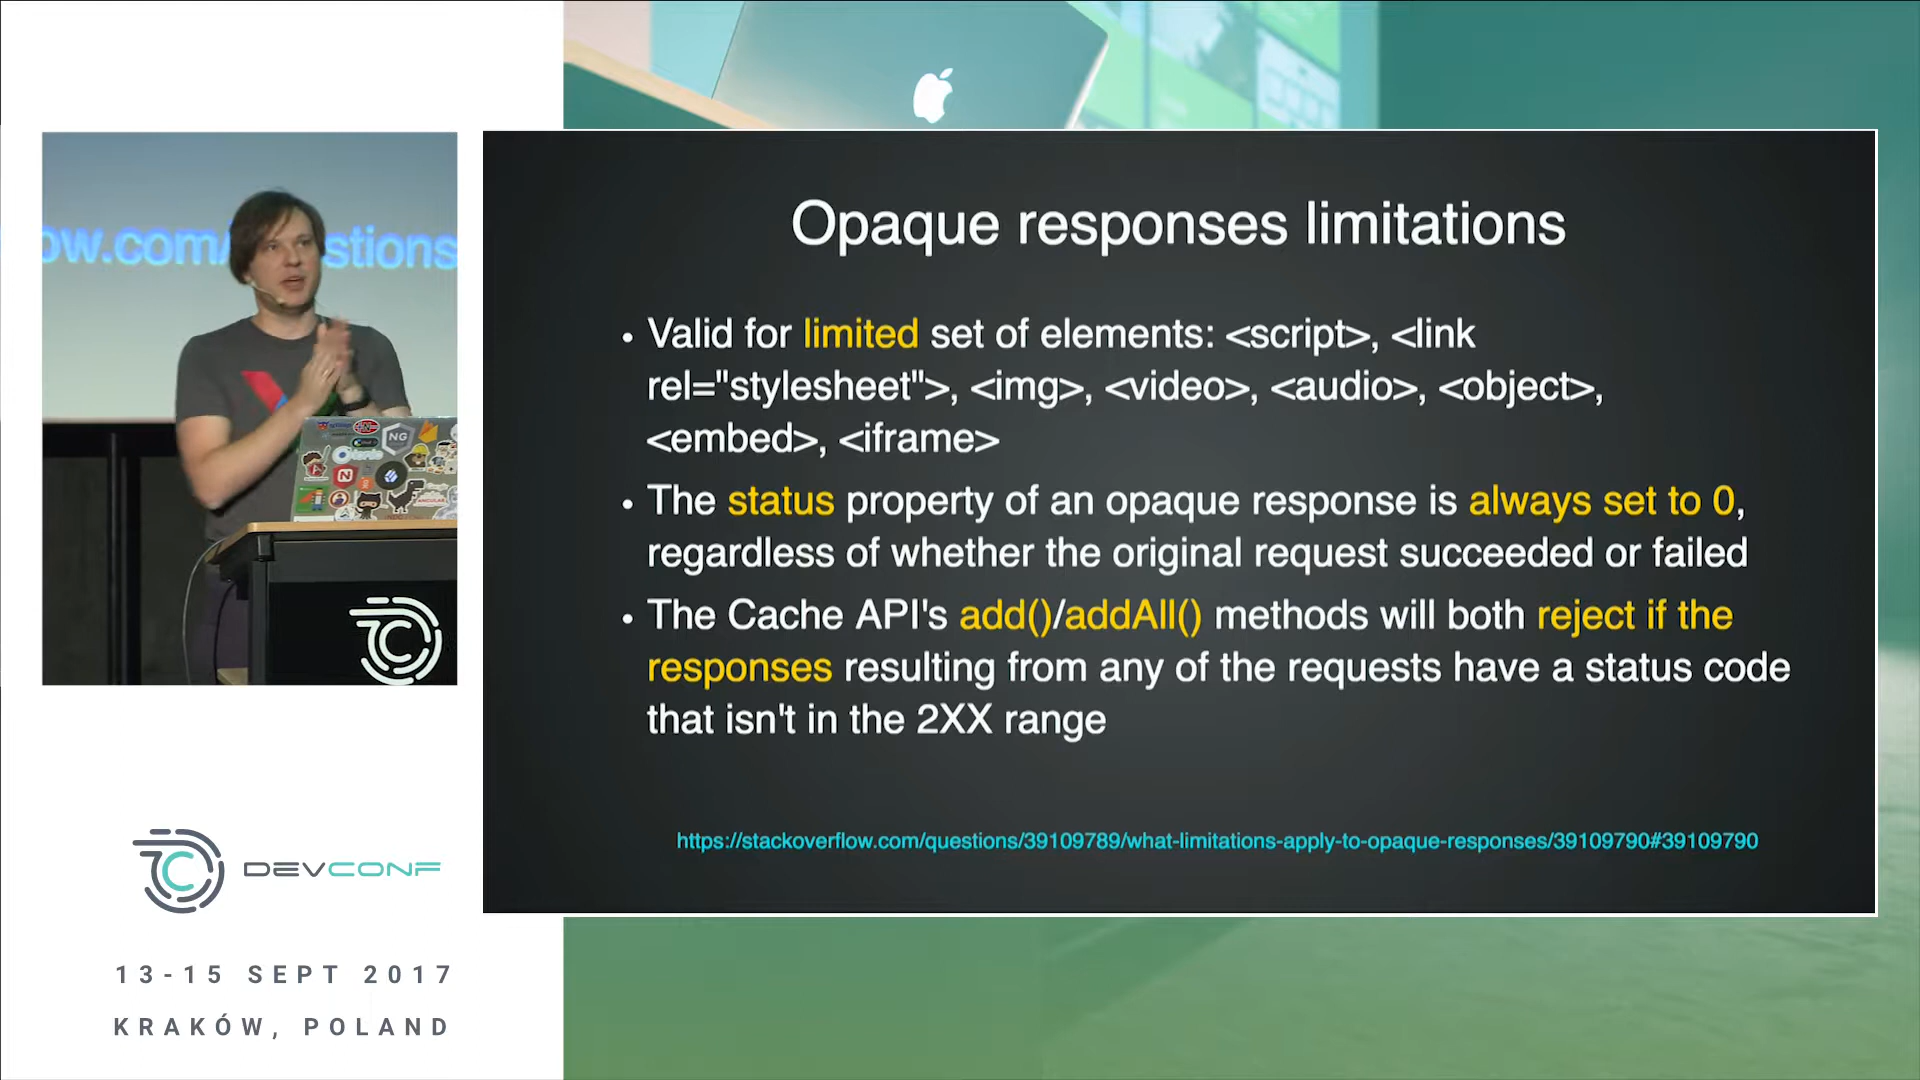 Opaque responses limitations
• Valid for limited set of elements: <script>, <link
rel="stylesheet">, <img>, <video>, <audio>, <object>,
<embed>, <iframe>
• The status property of an opaque response is always set to 0,
regardless of whether the original request succeeded or failed
• The Cache API's add()/addAll() methods will both reject if the
responses resulting from any of the requests have a status code
that isn't in the 2XX range
https://stackoverflow.com/questions/39109789/what-limitations-apply-to-opaque-responses/39109790#39109790
ow.com/ stions
NG
DEVCONF
13-15 SEPT 2017
KRAKÓW, POLAND